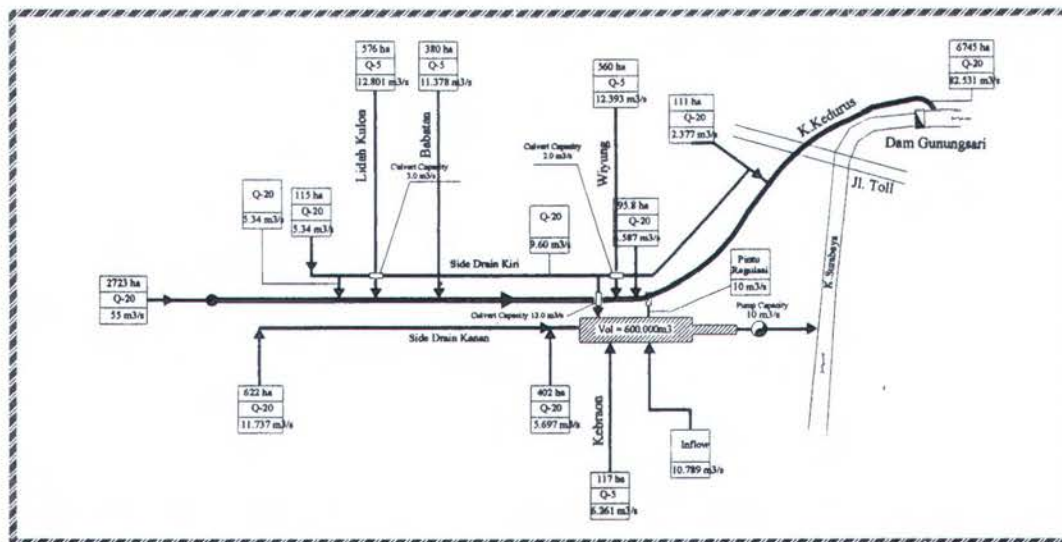 576 ha
Q-5
12.801 m3/s
380 ha
Q-5
11.378 m3/s
560 ha
Q-5
12.393 m3/s
6745 ha
Q-20
82.531 m3/s
111 ha
Q-20
2.377 m3/s
K.Kedurus
Dam Gunungsari
Jl. Toll
K.Surabaya
Lidah Kulon
Babatan
Wiyung
Culvert Capacity
3.0 m3/s
Culvert Capacity
2.0 m3/s
Q-20
5.34 m3/s
115 ha
Q-20
5.34 m3/s
Q-20
9.60 m3/s
95.8 ha
Q-20
.587 m3/s
Side Drain Kiri
2723 ha
Q-20
55 m3/s
Pintu
Regulasi
10 m3/s
Culvert Capacity 13.0 m3/s
Vol = 600.000m3
Pump Capacity
10 m3/s
Side Drain Kanan
622 ha
Q-20
11.737 m3/s
402 ha
Q-20
5.697 m3/s
Kebraon
Inflow
10.789 m3/s
117 ha
Q-5
6.261 m3/s